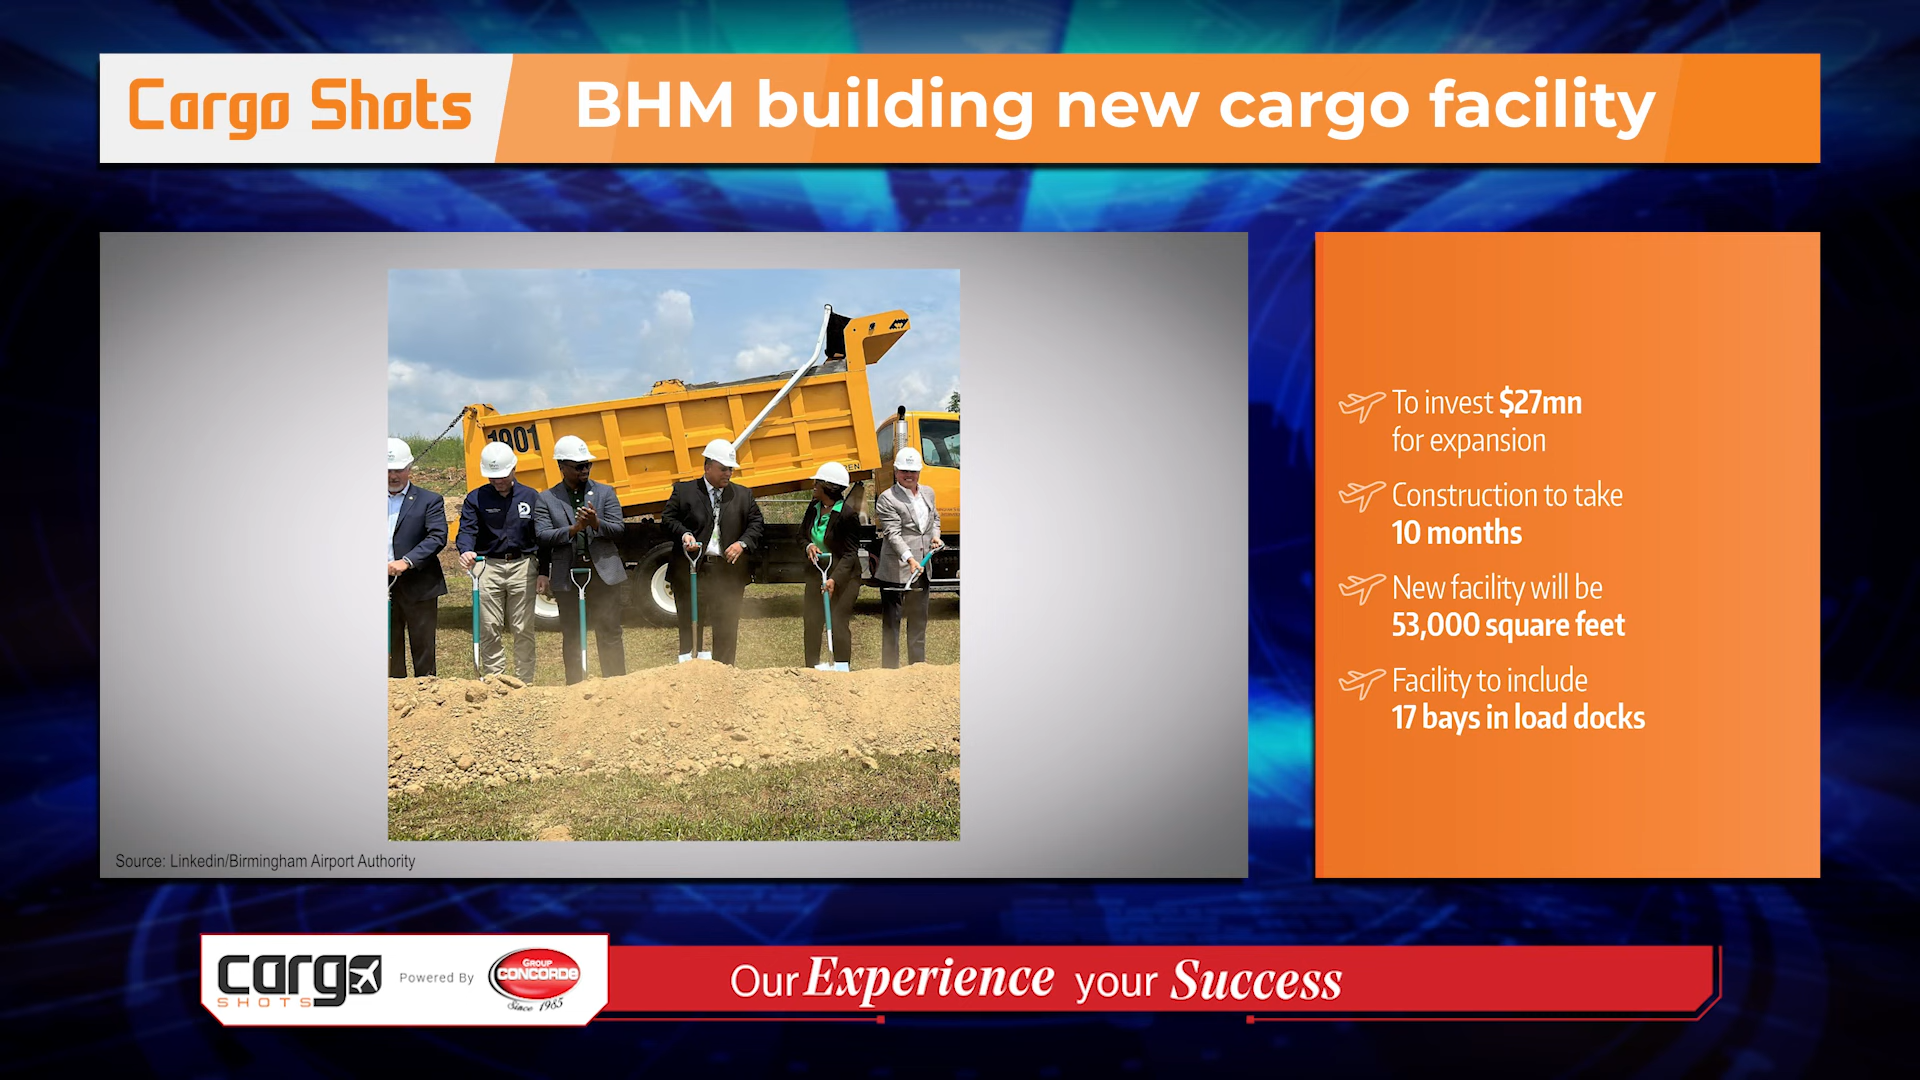 Cargo Shots
BHM building new cargo facility
1901
To invest $27mn
for expansion
Construction to take
10 months
New facility will be
53,000 square feet
Facility to include
17 bays in load docks
Source: Linkedin/Birmingham Airport Authority
cargo
SHOTS
Powered By
GROUP
CONCORDE
Since 1985
Our Experience your Success